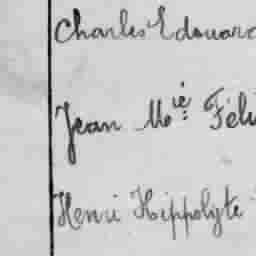 Charles Edouard
Jean Mie Féli
Henri Hippolyte